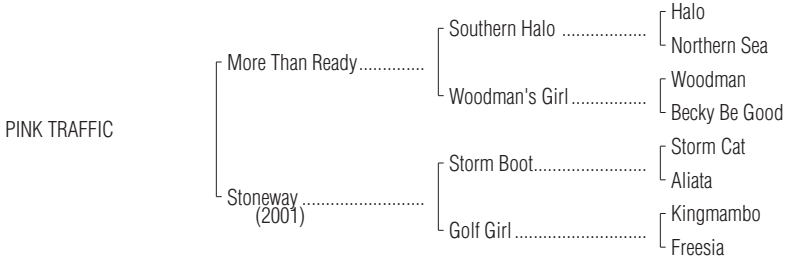 Halo
Southern Halo ..................
Northern Sea
More Than Ready..............
Woodman
Woodman's Girl ................
Becky Be Good
PINK TRAFFIC
Storm Cat
Storm Boot........................
Aliata
Stoneway ..........................
(2001)
Kingmambo
Golf Girl ............................
Freesia